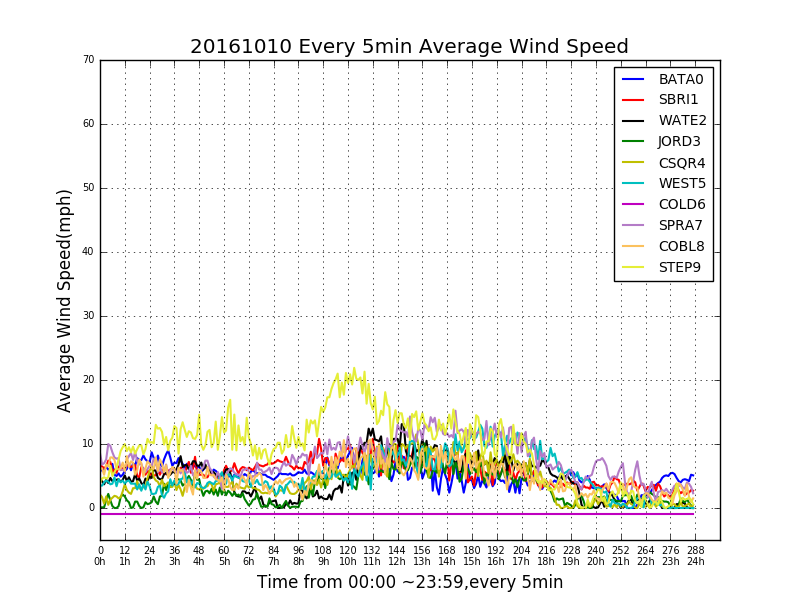 20161010 Every 5min Average Wind Speed
70
60
50
40
30
20
10
0
Average Wind Speed(mph)
BATA0
SBRI1
WATE2
JORD3
CSQR4
WEST5
COLD6
SPRA7
COBL8
STEP9
0 12 24 36 48 60 72 84 96 108 120 132 144 156 168 180 192 204 216 228 240 252 264 276 288
0h 1h 2h 3h 4h 5h 6h 7h 8h 9h 10h 11h 12h 13h 14h 15h 16h 17h 18h 19h 20h 21h 22h 23h 24h
Time from 00:00 ~23:59,every 5min